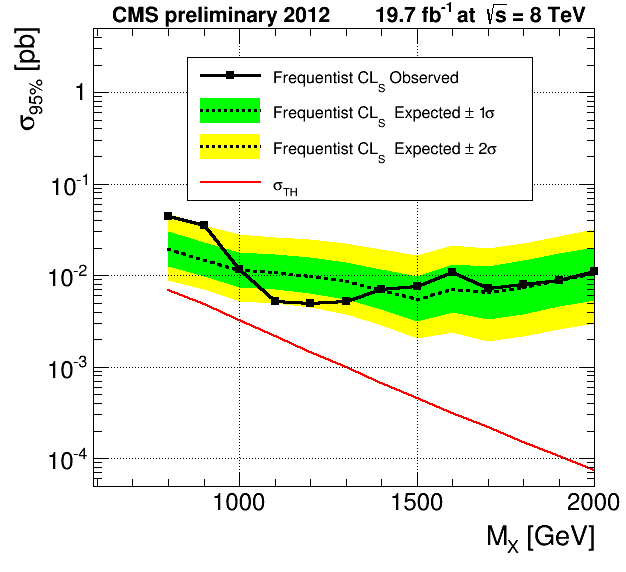 CMS preliminary 2012 19.7 fb⁻¹ at √s = 8 TeV
σ95% [pb]
Frequentist CLS Observed
Frequentist CLS Expected ± 1σ
Frequentist CLS Expected ± 2σ
σTH
1
10⁻¹
10⁻²
10⁻³
10⁻⁴
1000 1500 2000
MX [GeV]